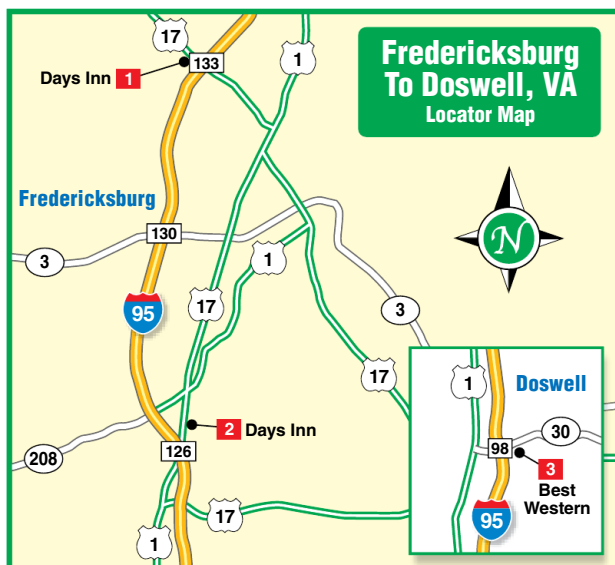 Fredericksburg
To Doswell, VA
Locator Map
17
1
Days Inn 1
133
Fredericksburg
130
N
3
1
95
17
3
17
1
Doswell
2 Days Inn
30
208
126
98
3
Best
Western
17
95
1